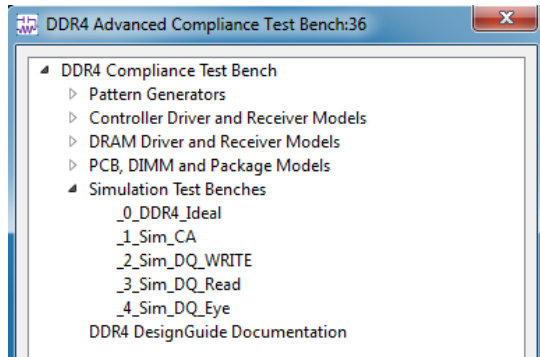 DDR4 Advanced Compliance Test Bench:36
DDR4 Compliance Test Bench
Pattern Generators
Controller Driver and Receiver Models
DRAM Driver and Receiver Models
PCB, DIMM and Package Models
Simulation Test Benches
_0_DDR4_Ideal
_1_Sim_CA
_2_Sim_DQ_WRITE
_3_Sim_DQ_Read
_4_Sim_DQ_Eye
DDR4 DesignGuide Documentation